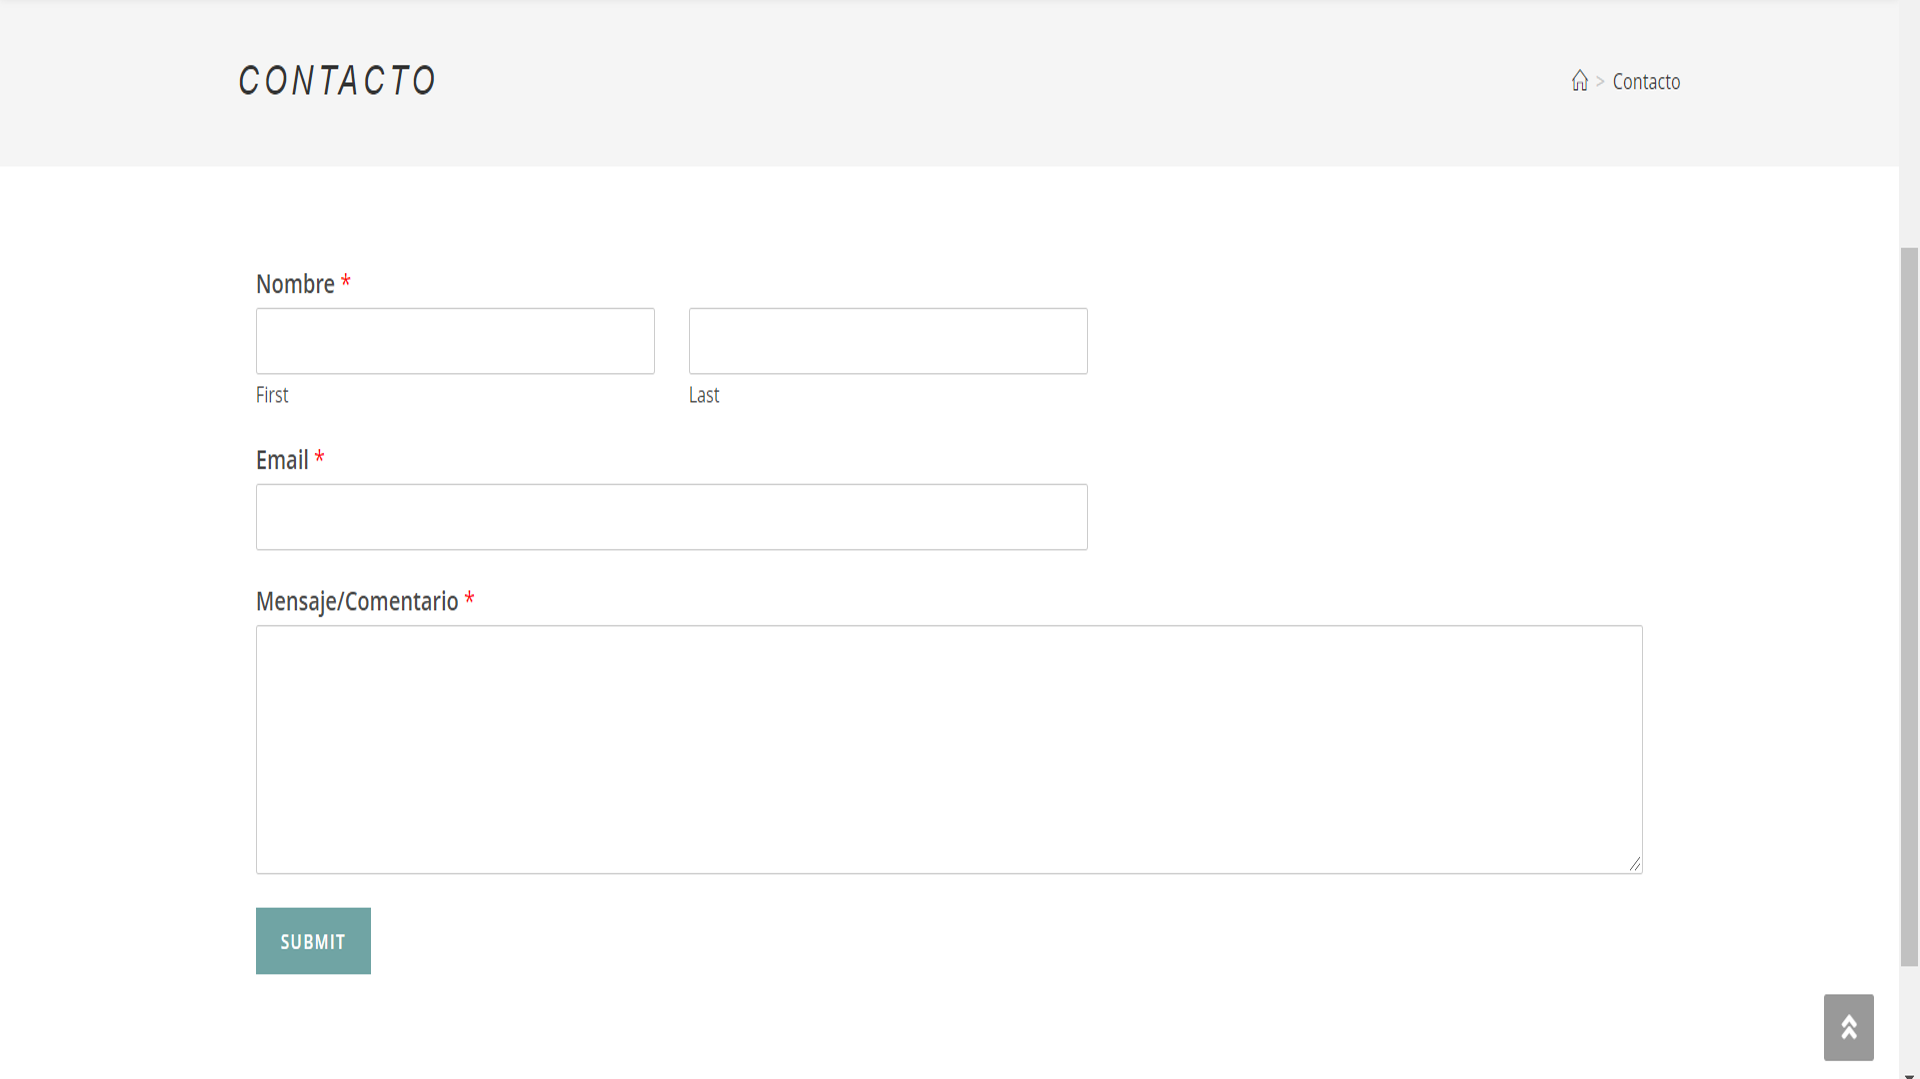 CONTACTO
> Contacto
Nombre *
First
Last
Email *
Mensaje/Comentario *
SUBMIT